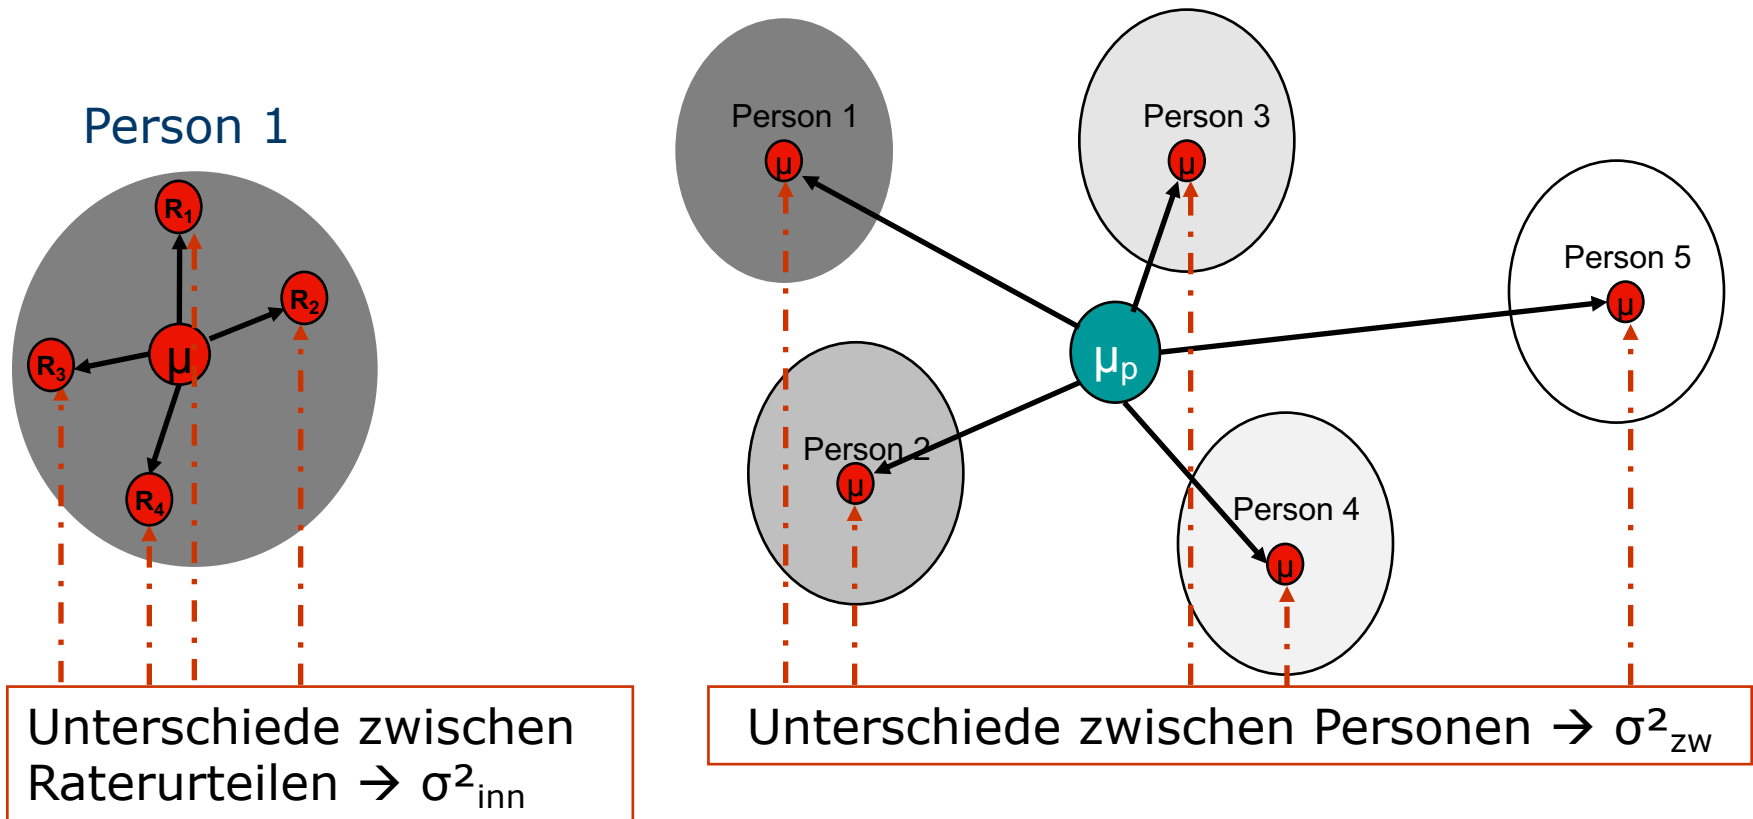 Person 1
R₁
R₂
R₃
µ
R₄
Unterschiede zwischen
Raterurteilen → σ²inn
Person 1
µ
Person 3
µ
Person 5
µ
µp
Person 2
µ
Person 4
µ
Unterschiede zwischen Personen → σ²zw